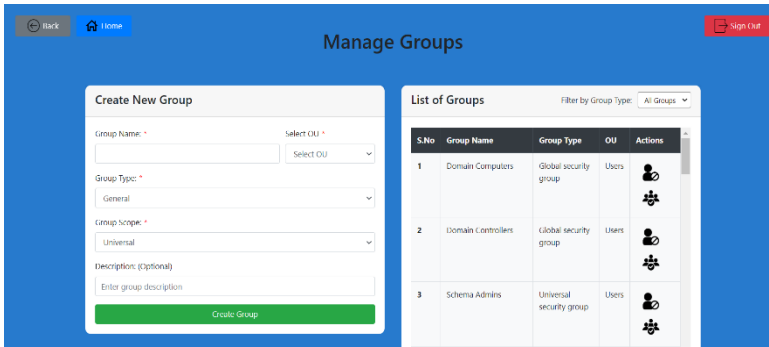 Back
Home
Sign Out
Manage Groups
Create New Group
Group Name: *
Select OU *
Select OU
Group Type: *
General
Group Scope: *
Universal
Description: (Optional)
Enter group description
Create Group
List of Groups
Filter by Group Type:
All Groups
S.No Group Name Group Type OU Actions
1 Domain Computers Global security Users
group
2 Domain Controllers Global security Users
group
3 Schema Admins Universal Users
security group